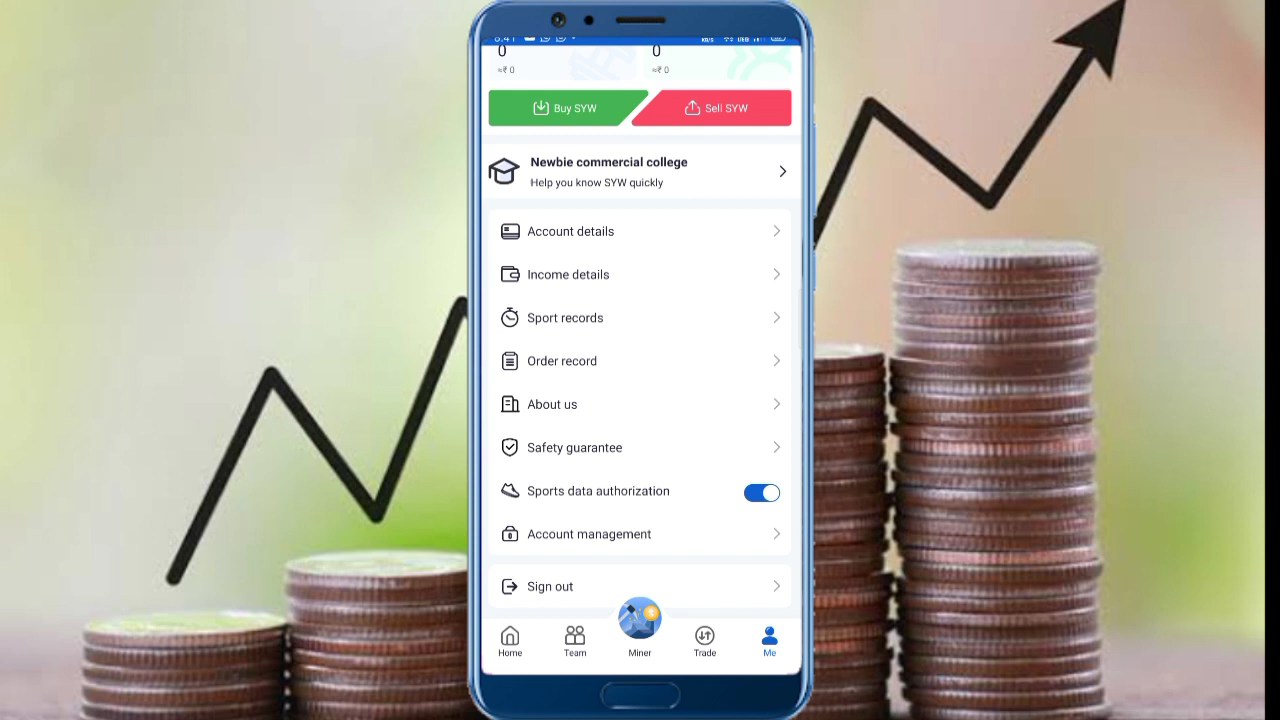 0
0
≈₹ 0
≈₹ 0
Buy SYW
Sell SYW
Newbie commercial college
Help you know SYW quickly
Account details
Income details
Sport records
Order record
About us
Safety guarantee
Sports data authorization
Account management
Sign out
Home
Team
Miner
Trade
Me